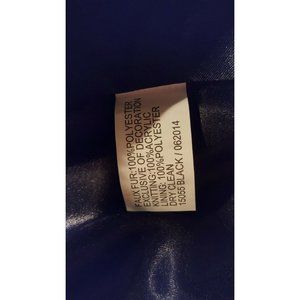 FAUX FUR:100%POLYESTER
EXCLUSIVE OF DECORATION
KNITTING:100%ACRYLIC
LINING: 100%POLYESTER
DRY CLEAN
15055 BLACK / 062014